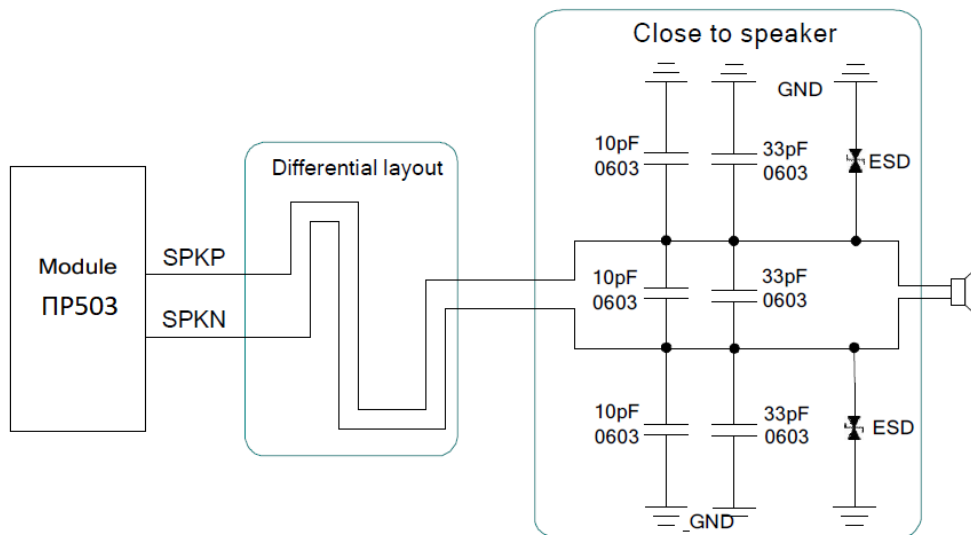 Close to speaker
GND
10pF
0603
33pF
0603
ESD
Differential layout
Module
ПР503
SPKP
SPKN
10pF
0603
33pF
0603
10pF
0603
33pF
0603
ESD
_GND